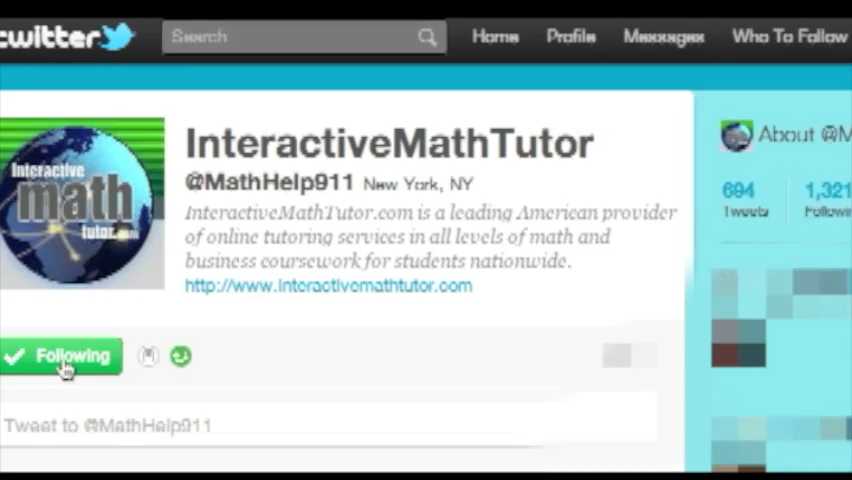 twitter Search Home Profile Messages Who To Follow
Interactive
math
tutor.com
InteractiveMathTutor
@MathHelp911 New York, NY
InteractiveMathTutor.com is a leading American provider
of online tutoring services in all levels of math and
business coursework for students nationwide.
http://www.interactivemathtutor.com
Following
Tweet to @MathHelp911
About @M
694 1,321
Tweets Followin